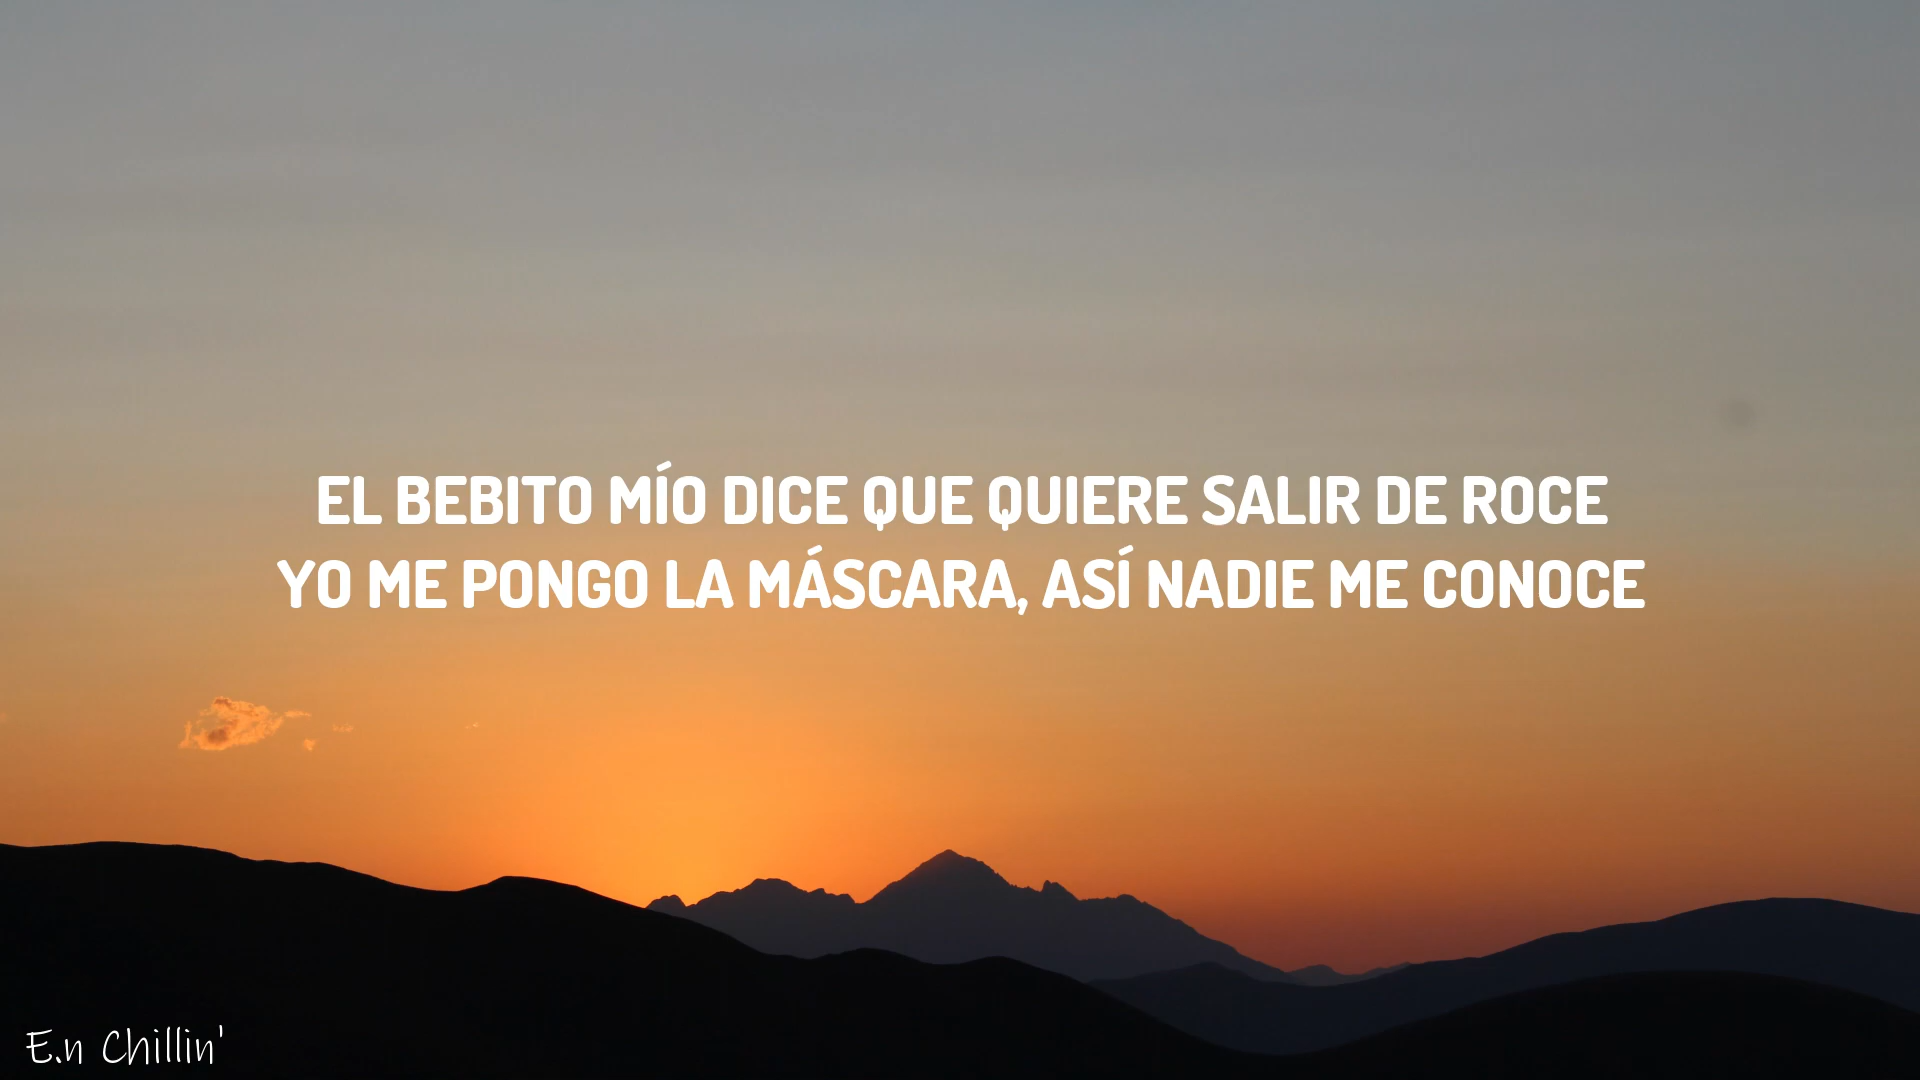 EL BEBITO MÍO DICE QUE QUIERE SALIR DE ROCE
YO ME PONGO LA MÁSCARA, ASÍ NADIE ME CONOCE
E.n Chillin'